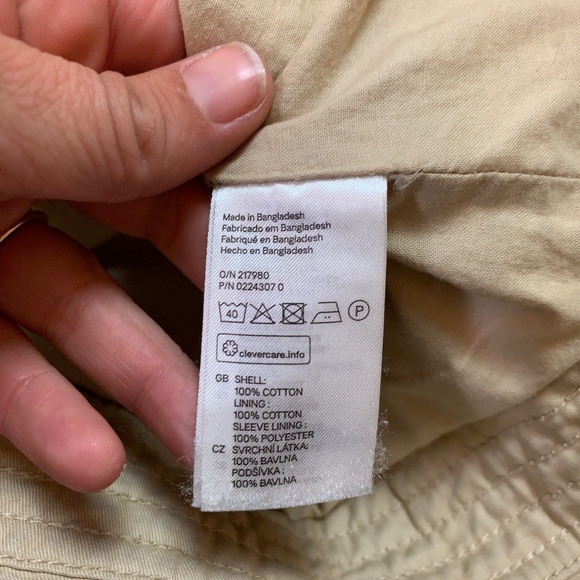 Made in Bangladesh
Fabricado em Bangladesh
Fabriqué en Bangladesh
Hecho en Bangladesh
O/N 217980
P/N 0224307 0
40 P
clevercare.info
GB SHELL:
100% COTTON
LINING :
100% COTTON
SLEEVE LINING :
100% POLYESTER
CZ SVRCHNÍ LÁTKA:
100% BAVLNA
PODŠÍVKA :
100% BAVLNA